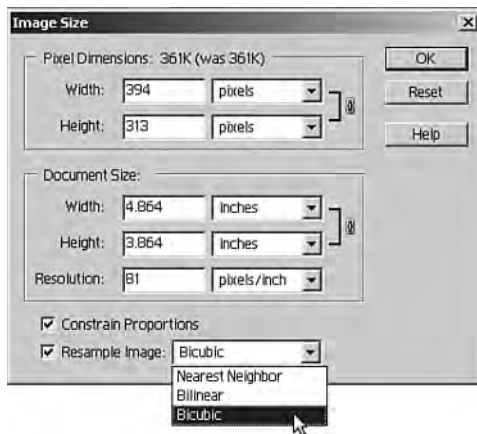 Image Size
Pixel Dimensions: 361K (was 361K)
Width: 394 pixels
Height: 313 pixels
OK
Reset
Help
Document Size:
Width: 4.864 inches
Height: 3.864 inches
Resolution: 81 pixels/inch
Constrain Proportions
Resample Image: Bicubic
Nearest Neighbor
Bilinear
Bicubic